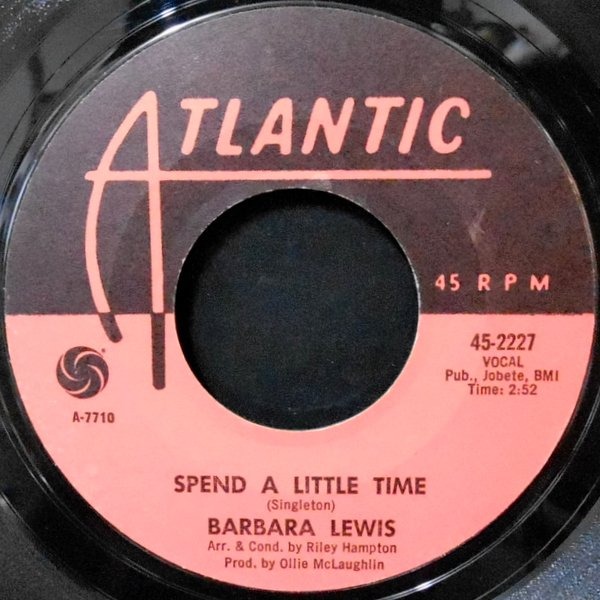 ATLANTIC
45 RPM
45-2227
VOCAL
Pub., Jobete, BMI
Time: 2:52
A-7710
SPEND A LITTLE TIME
(Singleton)
BARBARA LEWIS
Arr. & Cond. by Riley Hampton
Prod. by Ollie McLaughlin